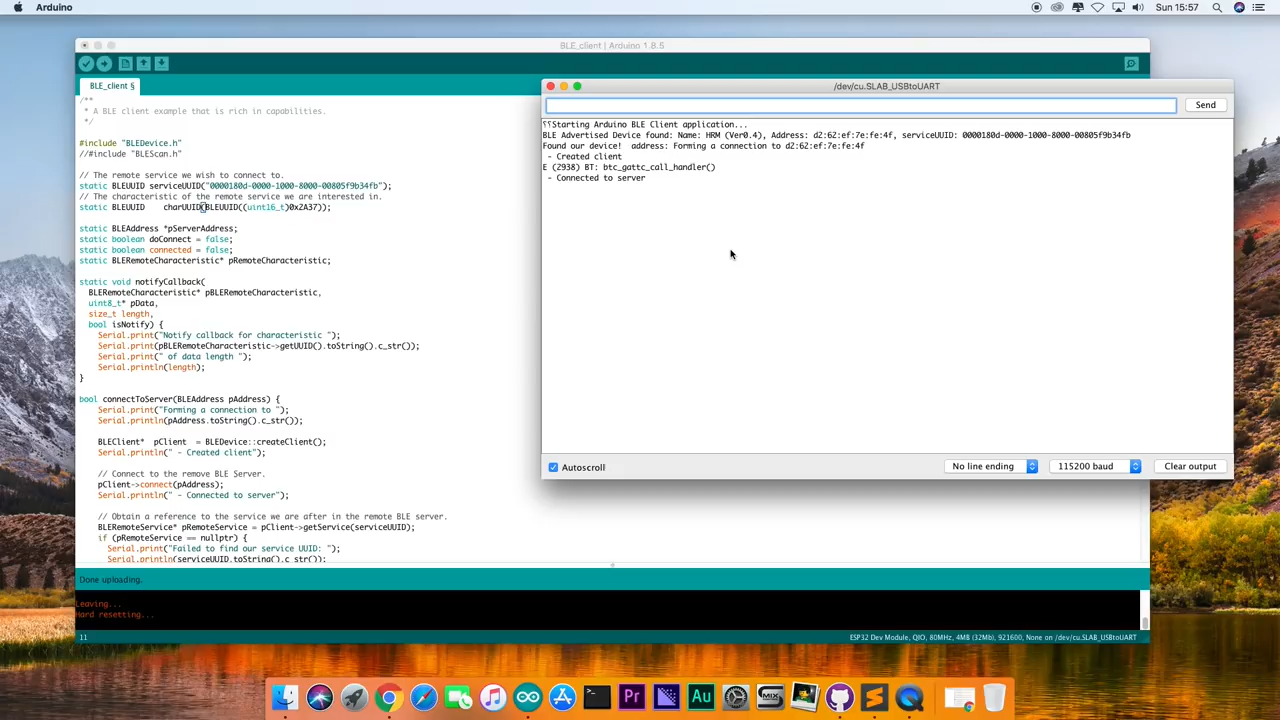 Arduino
Sun 15:57
BLE_client | Arduino 1.8.5
BLE_client §
/**
* A BLE client example that is rich in capabilities.
*/
#include "BLEDevice.h"
//#include "BLEScan.h"
// The remote service we wish to connect to.
static BLEUUID serviceUUID("0000180d-0000-1000-8000-00805f9b34fb");
// The characteristic of the remote service we are interested in.
static BLEUUID    charUUID(BLEUUID((uint16_t)0x2A37));
static BLEAddress *pServerAddress;
static boolean doConnect = false;
static boolean connected = false;
static BLERemoteCharacteristic* pRemoteCharacteristic;
static void notifyCallback(
BLERemoteCharacteristic* pBLERemoteCharacteristic,
uint8_t* pData,
size_t length,
bool isNotify) {
Serial.print("Notify callback for characteristic ");
Serial.print(pBLERemoteCharacteristic->getUUID().toString().c_str());
Serial.print(" of data length ");
Serial.println(length);
}
bool connectToServer(BLEAddress pAddress) {
Serial.print("Forming a connection to ");
Serial.println(pAddress.toString().c_str());
BLEClient*  pClient  = BLEDevice::createClient();
Serial.println(" - Created client");
// Connect to the remove BLE Server.
pClient->connect(pAddress);
Serial.println(" - Connected to server");
// Obtain a reference to the service we are after in the remote BLE server.
BLERemoteService* pRemoteService = pClient->getService(serviceUUID);
if (pRemoteService == nullptr) {
Serial.print("Failed to find our service UUID: ");
Serial.println(serviceUUID.toString().c_str());
Done uploading.
Leaving...
Hard resetting...
11
ESP32 Dev Module, QIO, 80MHz, 4MB (32Mb), 921600, None on /dev/cu.SLAB_USBtoUART
/dev/cu.SLAB_USBtoUART
Send
⸮⸮Starting Arduino BLE Client application...
BLE Advertised Device found: Name: HRM (Ver0.4), Address: d2:62:ef:7e:fe:4f, serviceUUID: 0000180d-0000-1000-8000-00805f9b34fb
Found our device!  address: Forming a connection to d2:62:ef:7e:fe:4f
- Created client
E (2938) BT: btc_gattc_call_handler()
- Connected to server
Autoscroll
No line ending
115200 baud
Clear output
Pr
Au
MIX